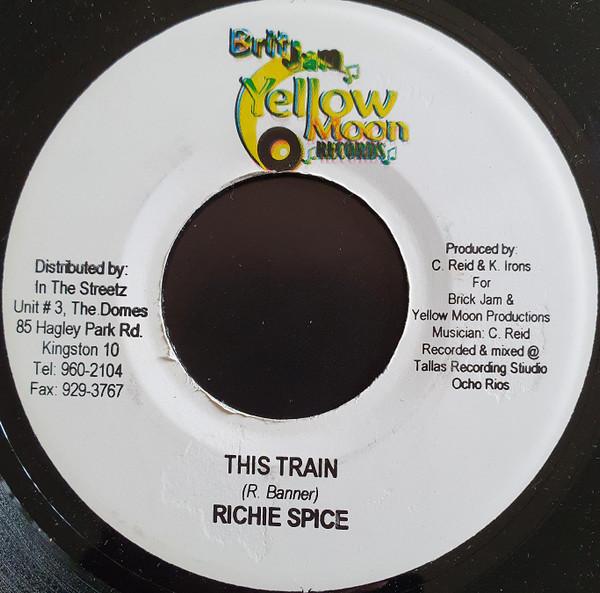 Brit Jam
Yellow
Moon
RECORDS
Distributed by:
In The Streetz
Unit # 3, The Domes
85 Hagley Park Rd.
Kingston 10
Tel: 960-2104
Fax: 929-3767
Produced by:
C. Reid & K. Irons
For
Brick Jam &
Yellow Moon Productions
Musician: C. Reid
Recorded & mixed @
Tallas Recording Stiudio
Ocho Rios
THIS TRAIN
(R. Banner)
RICHIE SPICE